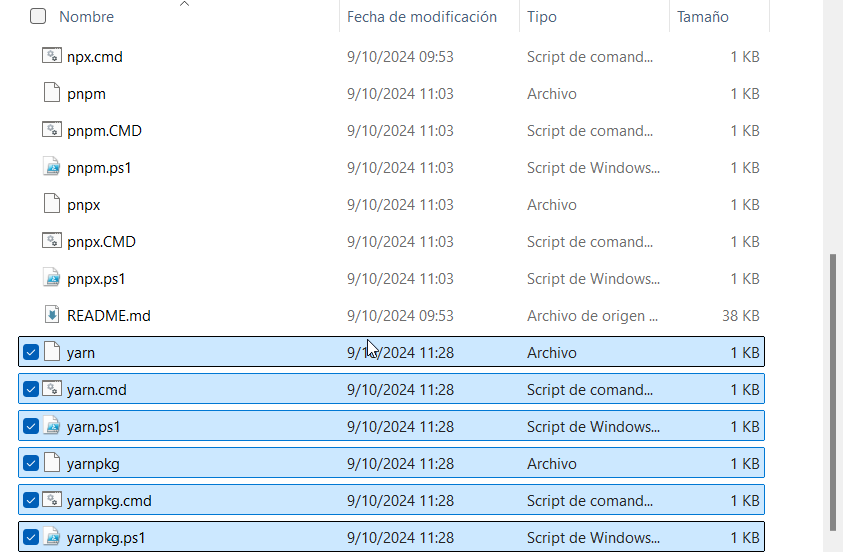 Nombre Fecha de modificación Tipo Tamaño
npx.cmd 9/10/2024 09:53 Script de comand... 1 KB
pnpm 9/10/2024 11:03 Archivo 1 KB
pnpm.CMD 9/10/2024 11:03 Script de comand... 1 KB
pnpm.ps1 9/10/2024 11:03 Script de Windows... 1 KB
pnpx 9/10/2024 11:03 Archivo 1 KB
pnpx.CMD 9/10/2024 11:03 Script de comand... 1 KB
pnpx.ps1 9/10/2024 11:03 Script de Windows... 1 KB
README.md 9/10/2024 09:53 Archivo de origen ... 38 KB
yarn 9/10/2024 11:28 Archivo 1 KB
yarn.cmd 9/10/2024 11:28 Script de comand... 1 KB
yarn.ps1 9/10/2024 11:28 Script de Windows... 1 KB
yarnpkg 9/10/2024 11:28 Archivo 1 KB
yarnpkg.cmd 9/10/2024 11:28 Script de comand... 1 KB
yarnpkg.ps1 9/10/2024 11:28 Script de Windows... 1 KB